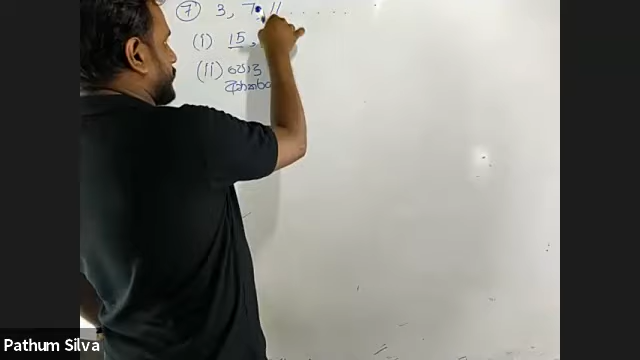 ⑦ 3, 7, 11 . . . . . .
(i) 15,
(ii) පොදු
Pathum Silva